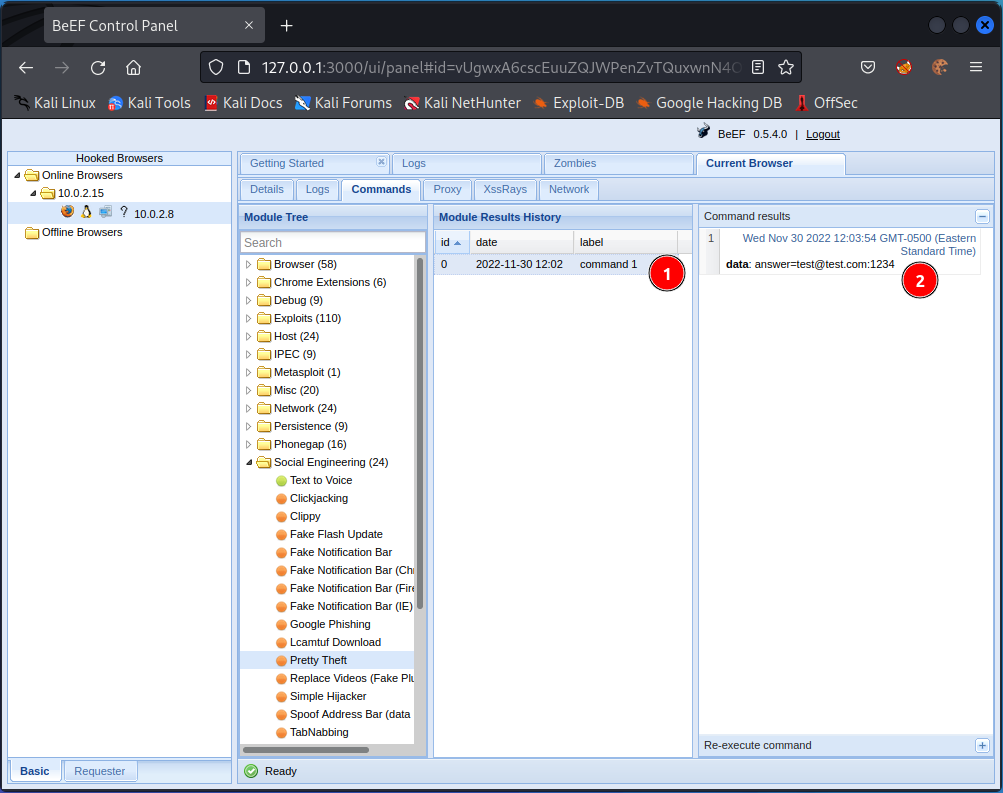 BeEF Control Panel
127.0.0.1:3000/ui/panel#id=vUgwxA6cscEuuZQJWPenZvTQuxwnN4O
Kali Linux
Kali Tools
Kali Docs
Kali Forums
Kali NetHunter
Exploit-DB
Google Hacking DB
OffSec
BeEF 0.5.4.0 | Logout
Hooked Browsers
Online Browsers
10.0.2.15
? 10.0.2.8
Offline Browsers
Basic
Requester
Getting Started
Logs
Zombies
Current Browser
Details
Logs
Commands
Proxy
XssRays
Network
Module Tree
Search
Browser (58)
Chrome Extensions (6)
Debug (9)
Exploits (110)
Host (24)
IPEC (9)
Metasploit (1)
Misc (20)
Network (24)
Persistence (9)
Phonegap (16)
Social Engineering (24)
Text to Voice
Clickjacking
Clippy
Fake Flash Update
Fake Notification Bar
Fake Notification Bar (Chr
Fake Notification Bar (Fire
Fake Notification Bar (IE)
Google Phishing
Lcamtuf Download
Pretty Theft
Replace Videos (Fake Plu
Simple Hijacker
Spoof Address Bar (data
TabNabbing
Module Results History
id date label
0 2022-11-30 12:02 command 1
1
Command results
1 Wed Nov 30 2022 12:03:54 GMT-0500 (Eastern
Standard Time)
data: answer=test@test.com:1234
2
Re-execute command
Ready